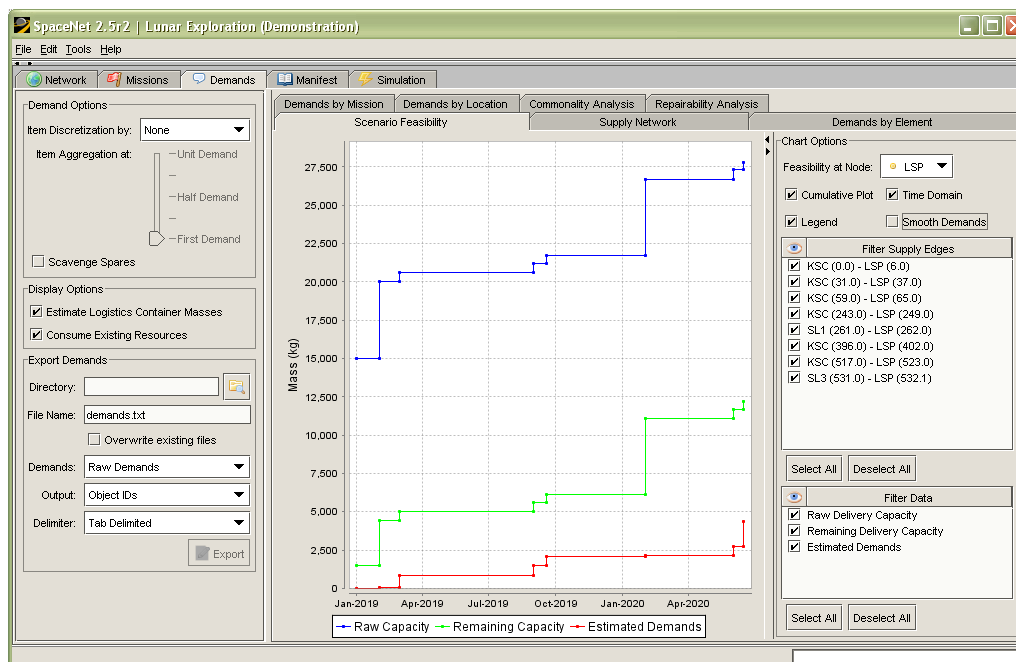 SpaceNet 2.5r2 | Lunar Exploration (Demonstration)
File Edit Tools Help
Network Missions Demands Manifest Simulation
Demand Options
Item Discretization by: None
Item Aggregation at: Unit Demand
Half Demand
First Demand
Scavenge Spares
Display Options
Estimate Logistics Container Masses
Consume Existing Resources
Export Demands
Directory:
File Name: demands.txt
Overwrite existing files
Demands: Raw Demands
Output: Object IDs
Delimiter: Tab Delimited
Export
Demands by Mission Demands by Location Commonality Analysis Repairability Analysis
Scenario Feasibility Supply Network Demands by Element
Mass (kg)
27,500
25,000
22,500
20,000
17,500
15,000
12,500
10,000
7,500
5,000
2,500
0
Jan-2019 Apr-2019 Jul-2019 Oct-2019 Jan-2020 Apr-2020
Raw Capacity Remaining Capacity Estimated Demands
Chart Options
Feasibility at Node: LSP
Cumulative Plot Time Domain
Legend Smooth Demands
Filter Supply Edges
KSC (0.0) - LSP (6.0)
KSC (31.0) - LSP (37.0)
KSC (59.0) - LSP (65.0)
KSC (243.0) - LSP (249.0)
SL1 (261.0) - LSP (262.0)
KSC (396.0) - LSP (402.0)
KSC (517.0) - LSP (523.0)
SL3 (531.0) - LSP (532.1)
Select All Deselect All
Filter Data
Raw Delivery Capacity
Remaining Delivery Capacity
Estimated Demands
Select All Deselect All